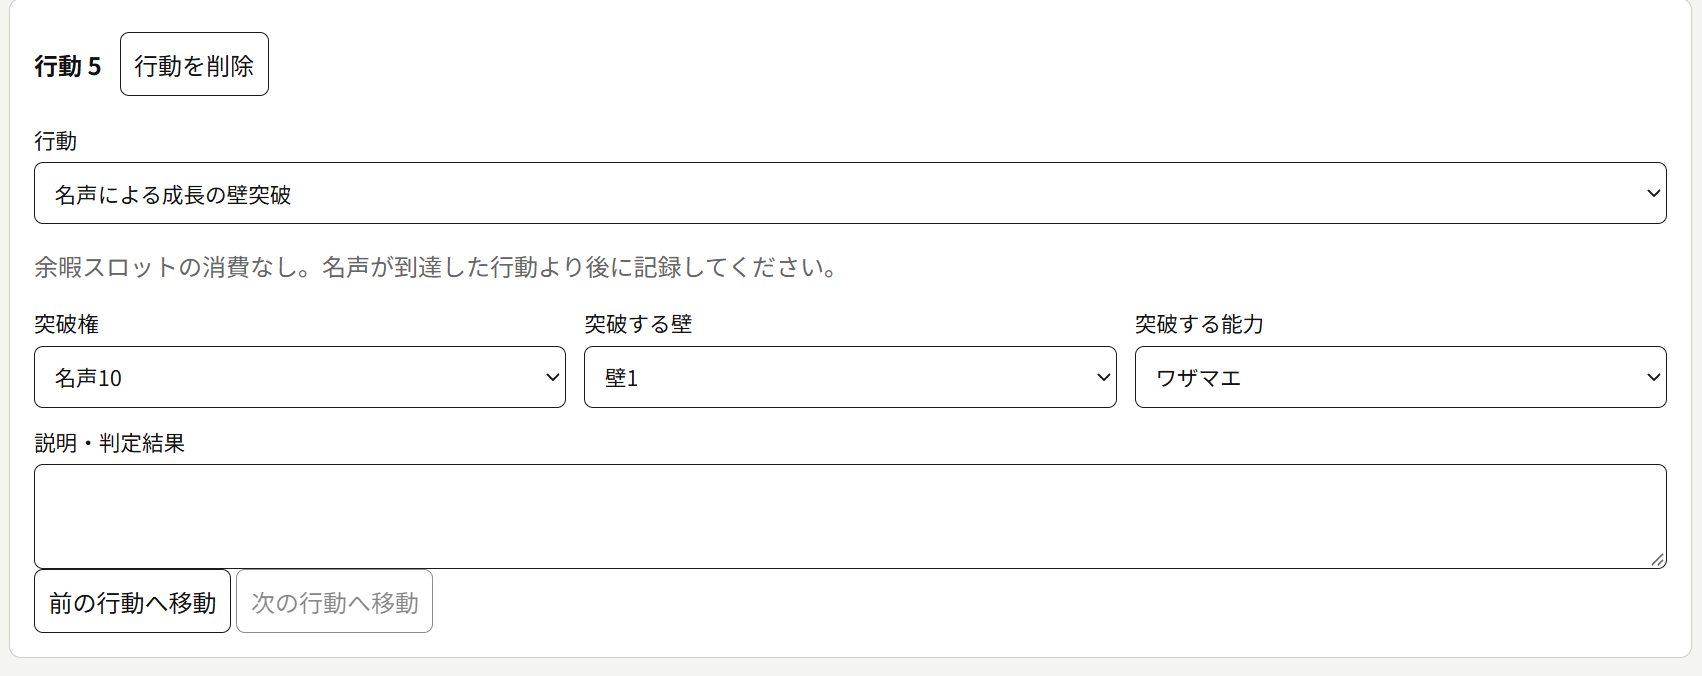 行動 5 行動を削除
行動
名声による成長の壁突破
余暇スロットの消費なし。名声が到達した行動より後に記録してください。
突破権 突破する壁 突破する能力
名声10 壁1 ワザマエ
説明・判定結果
前の行動へ移動 次の行動へ移動